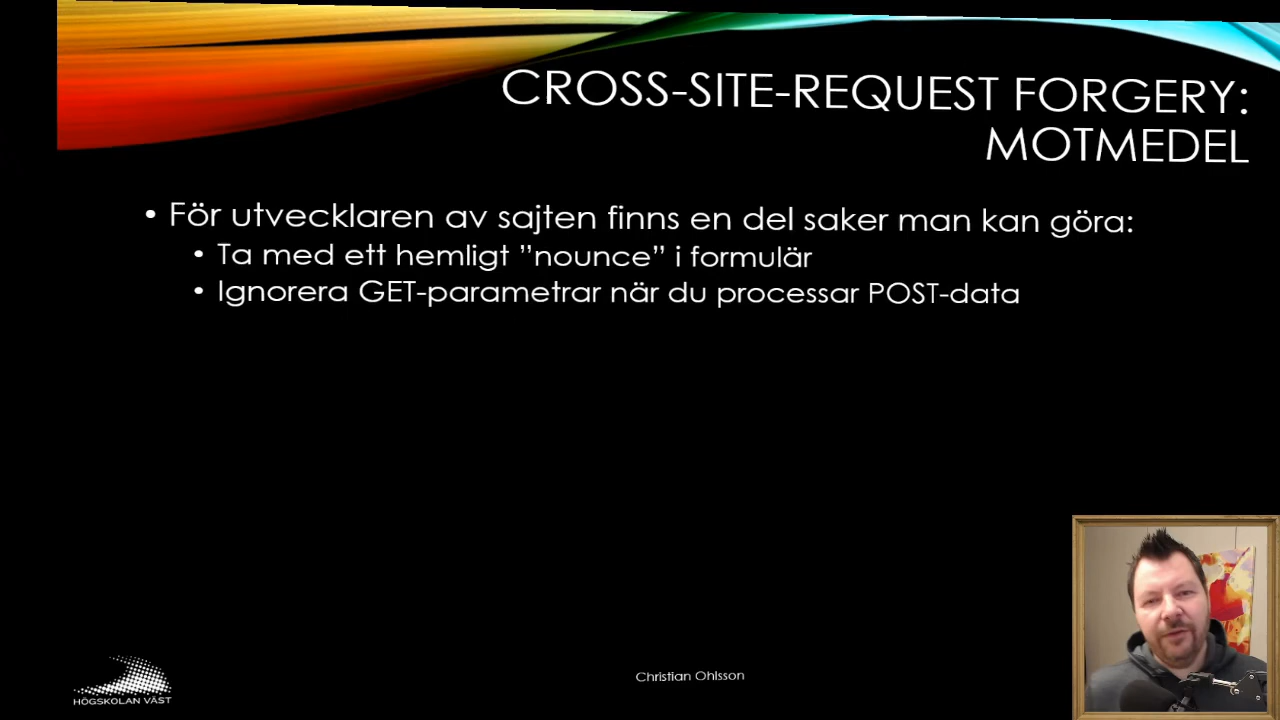 CROSS-SITE-REQUEST FORGERY:
MOTMEDEL
• För utvecklaren av sajten finns en del saker man kan göra:
• Ta med ett hemligt ”nounce” i formulär
• Ignorera GET-parametrar när du processar POST-data
HÖGSKOLAN VÄST
Christian Ohlsson